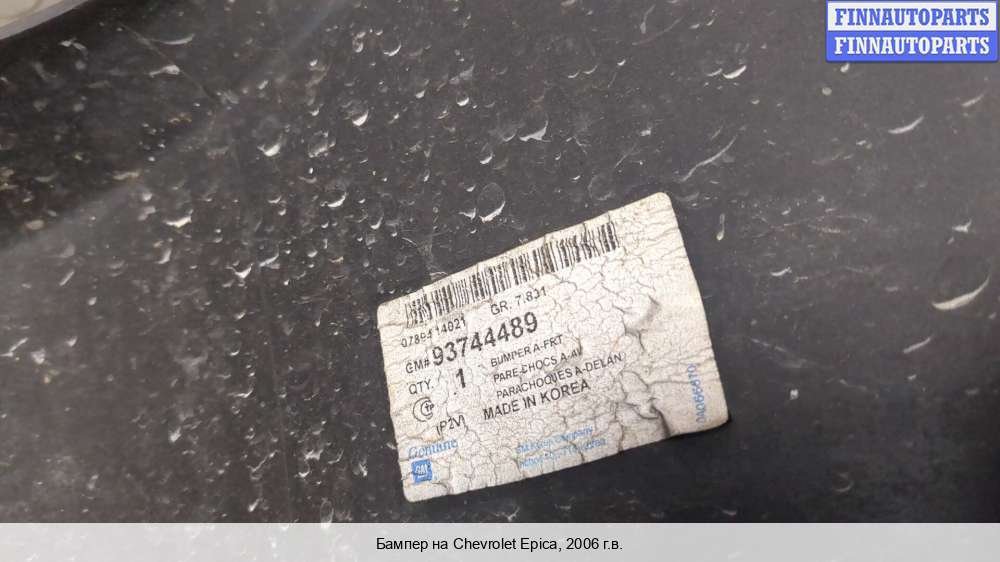 FINNAUTOPARTS
FINNAUTOPARTS
GR. 7.831
GM# 93744489
QTY. 1
BUMPER A-FRT
PARE-CHOCS A-AV
PARACHOQUES A-DELAN
(P2V)
MADE IN KOREA
Genuine
GM
Бампер на Chevrolet Epica, 2006 г.в.